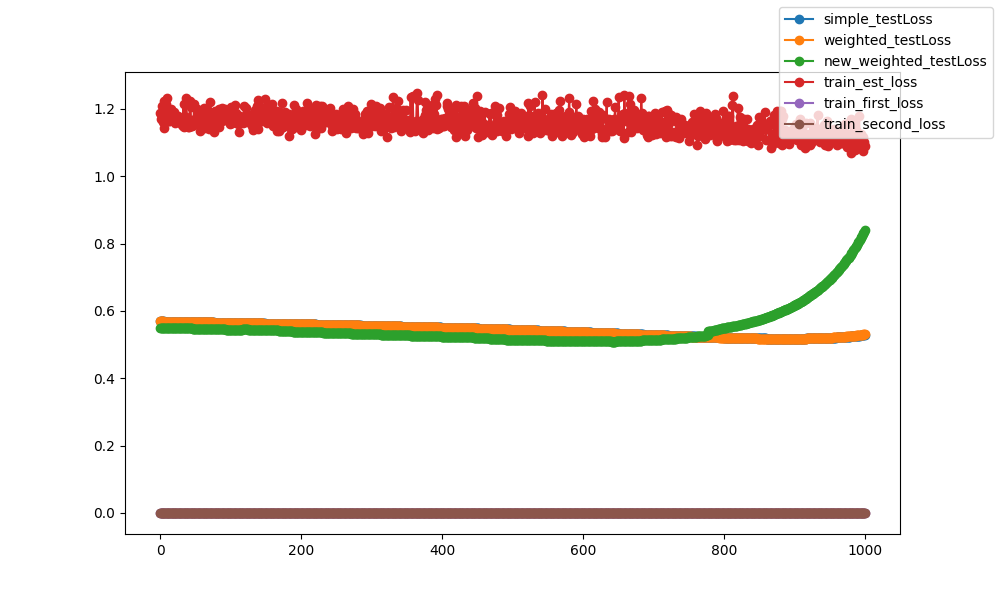 simple_testLoss
weighted_testLoss
new_weighted_testLoss
train_est_loss
train_first_loss
train_second_loss
1.2
1.0
0.8
0.6
0.4
0.2
0.0
0 200 400 600 800 1000